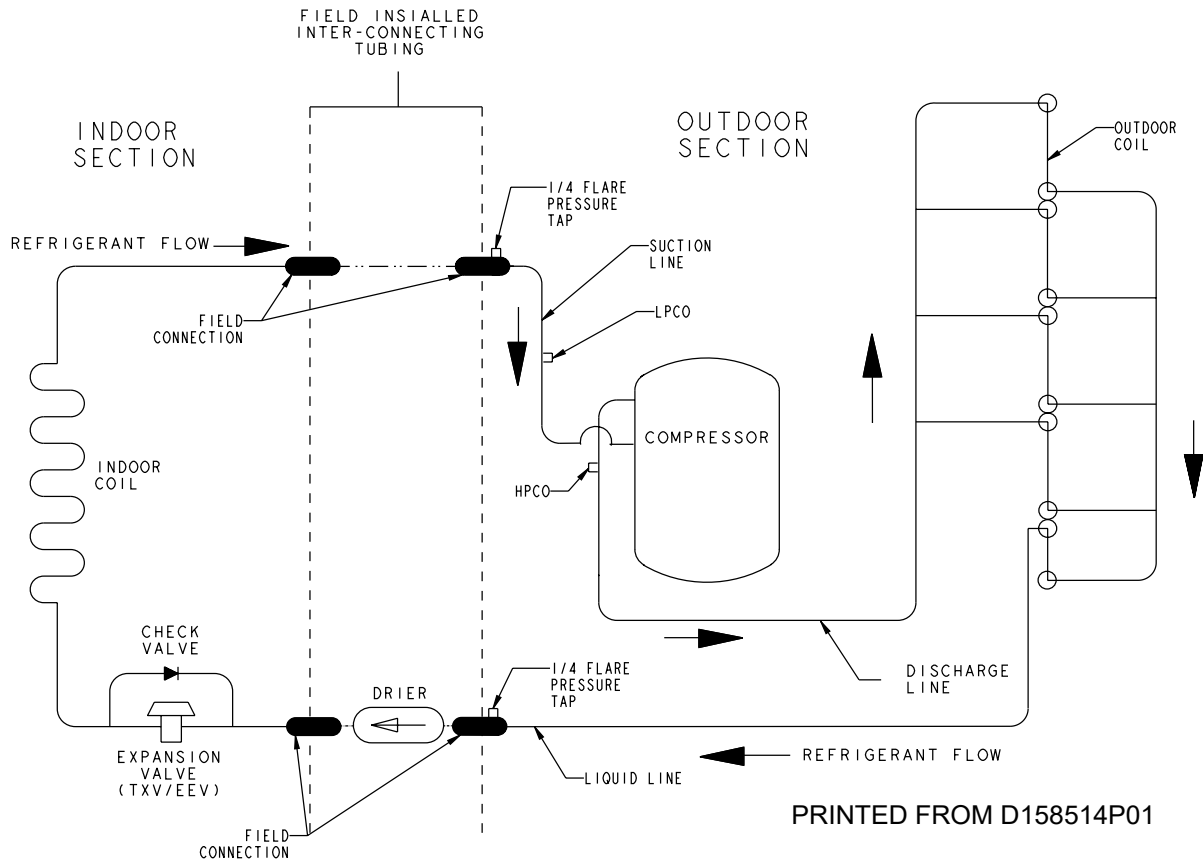 FIELD INSIALLED
INTER-CONNECTING
TUBING
INDOOR
SECTION
OUTDOOR
SECTION
OUTDOOR
COIL
1/4 FLARE
PRESSURE
TAP
REFRIGERANT FLOW
SUCTION
LINE
FIELD
CONNECTION
LPCO
COMPRESSOR
INDOOR
COIL
HPCO
CHECK
VALVE
1/4 FLARE
PRESSURE
TAP
DISCHARGE
LINE
DRIER
EXPANSION
VALVE
(TXV/EEV)
LIQUID LINE
REFRIGERANT FLOW
FIELD
CONNECTION
PRINTED FROM D158514P01